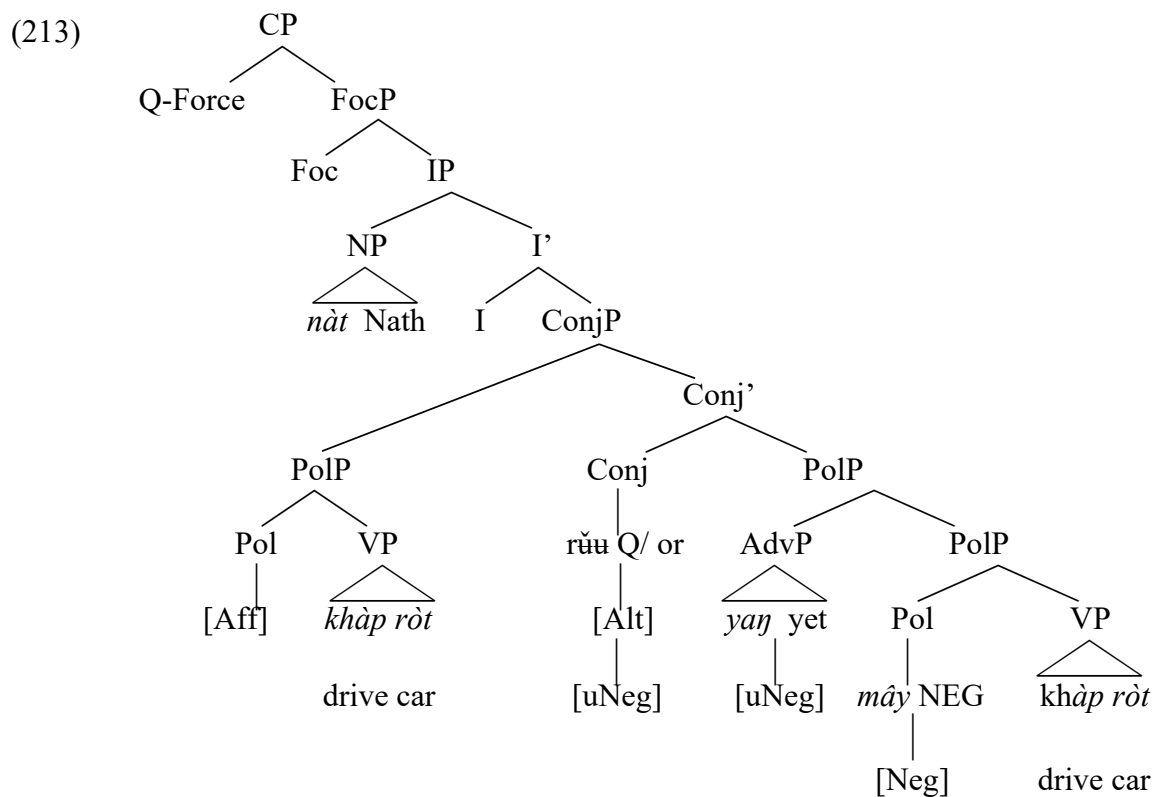 (213) CP
Q-Force FocP
Foc IP
NP I’
nàt Nath I ConjP
Conj’
PolP Conj PolP
Pol VP rʉ̌ʉ Q/ or AdvP PolP
[Aff] khàp ròt [Alt] yaŋ yet Pol VP
drive car [uNeg] [uNeg] mây NEG khàp ròt
[Neg] drive car